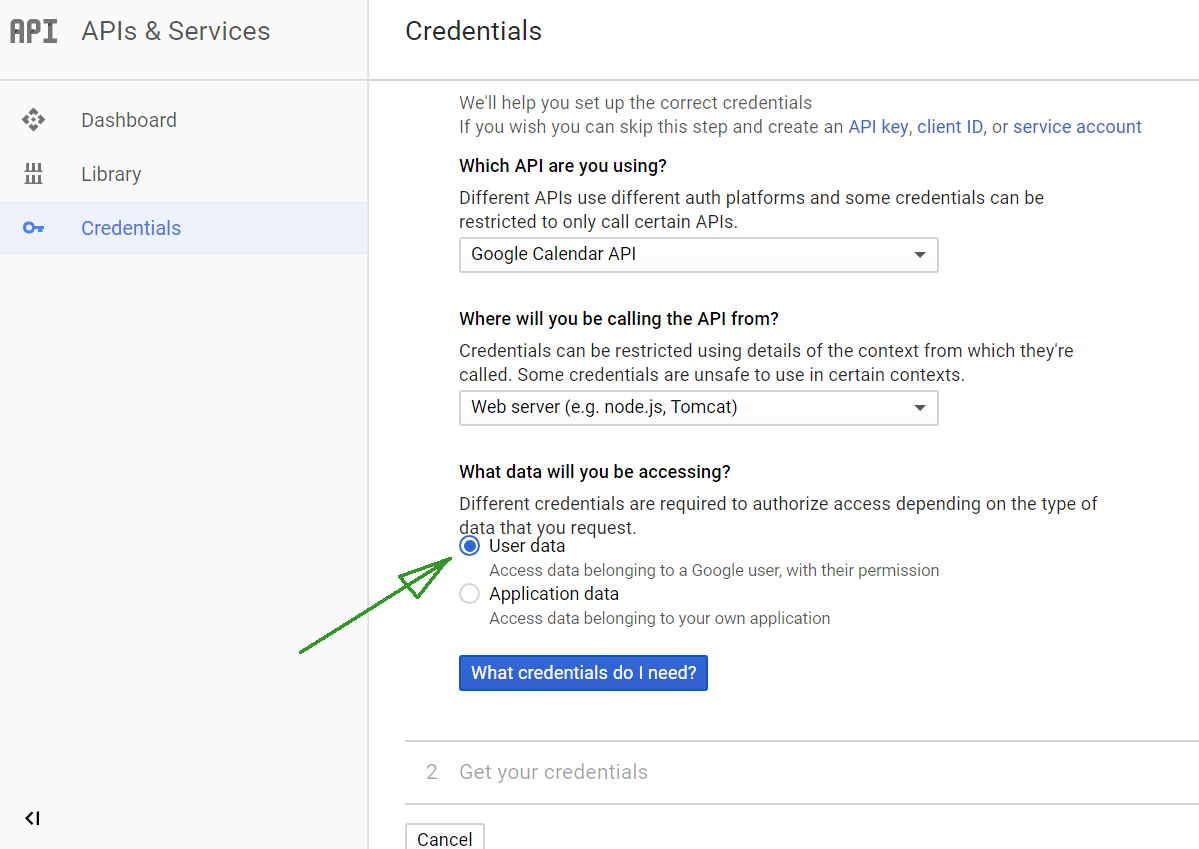 API APIs & Services
Credentials
Dashboard
Library
Credentials
We'll help you set up the correct credentials
If you wish you can skip this step and create an API key, client ID, or service account
Which API are you using?
Different APIs use different auth platforms and some credentials can be
restricted to only call certain APIs.
Google Calendar API
Where will you be calling the API from?
Credentials can be restricted using details of the context from which they're
called. Some credentials are unsafe to use in certain contexts.
Web server (e.g. node.js, Tomcat)
What data will you be accessing?
Different credentials are required to authorize access depending on the type of
data that you request.
User data
Access data belonging to a Google user, with their permission
Application data
Access data belonging to your own application
What credentials do I need?
2 Get your credentials
Cancel